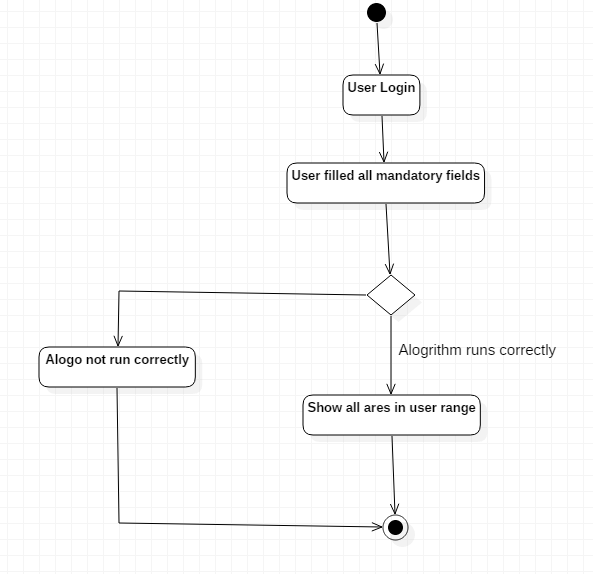 User Login
User filled all mandatory fields
Alogrithm runs correctly
Alogo not run correctly
Show all ares in user range